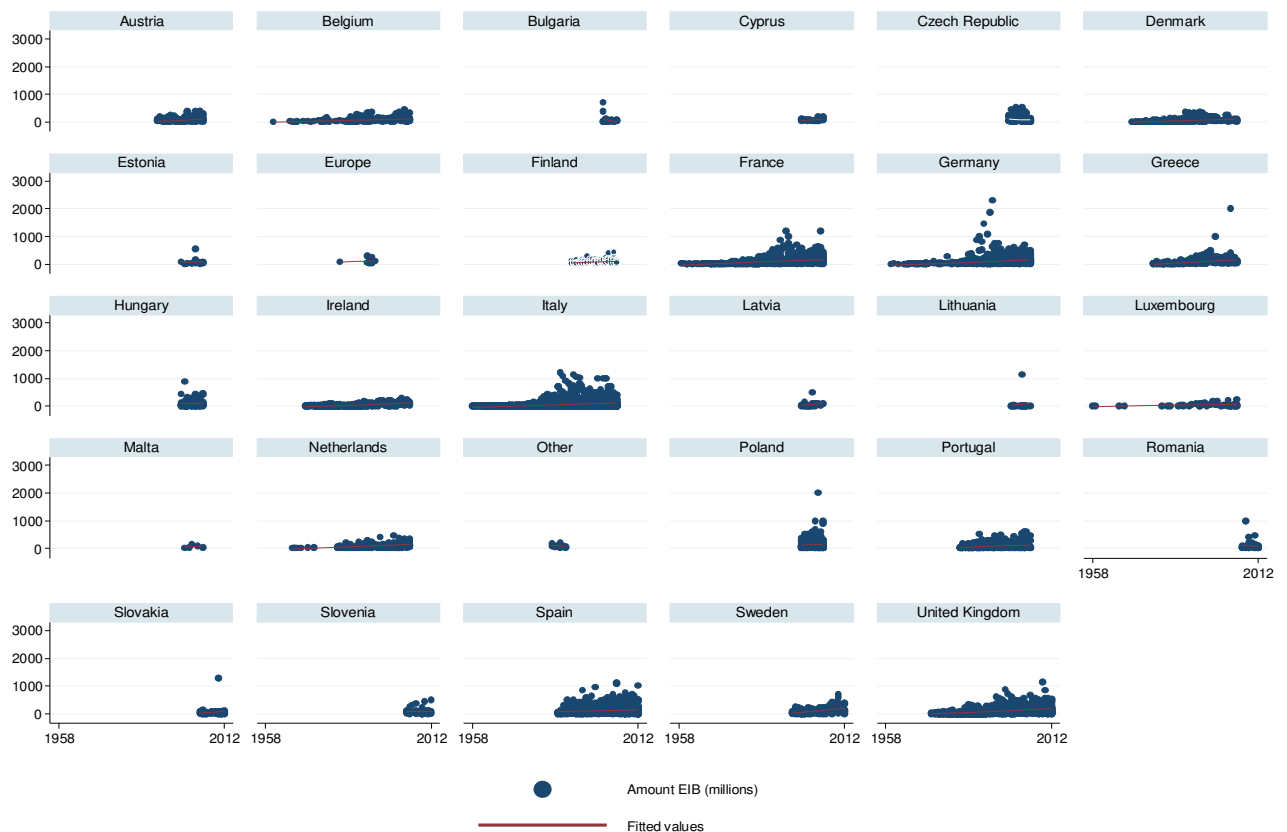 Austria Belgium Bulgaria Cyprus Czech Republic Denmark
3000
2000
1000
0
Estonia Europe Finland France Germany Greece
3000
2000
1000
0
Hungary Ireland Italy Latvia Lithuania Luxembourg
3000
2000
1000
0
Malta Netherlands Other Poland Portugal Romania
3000
2000
1000
0
1958 2012
Slovakia Slovenia Spain Sweden United Kingdom
3000
2000
1000
0
1958 2012 1958 2012 1958 2012 1958 2012
Amount EIB (millions)
Fitted values